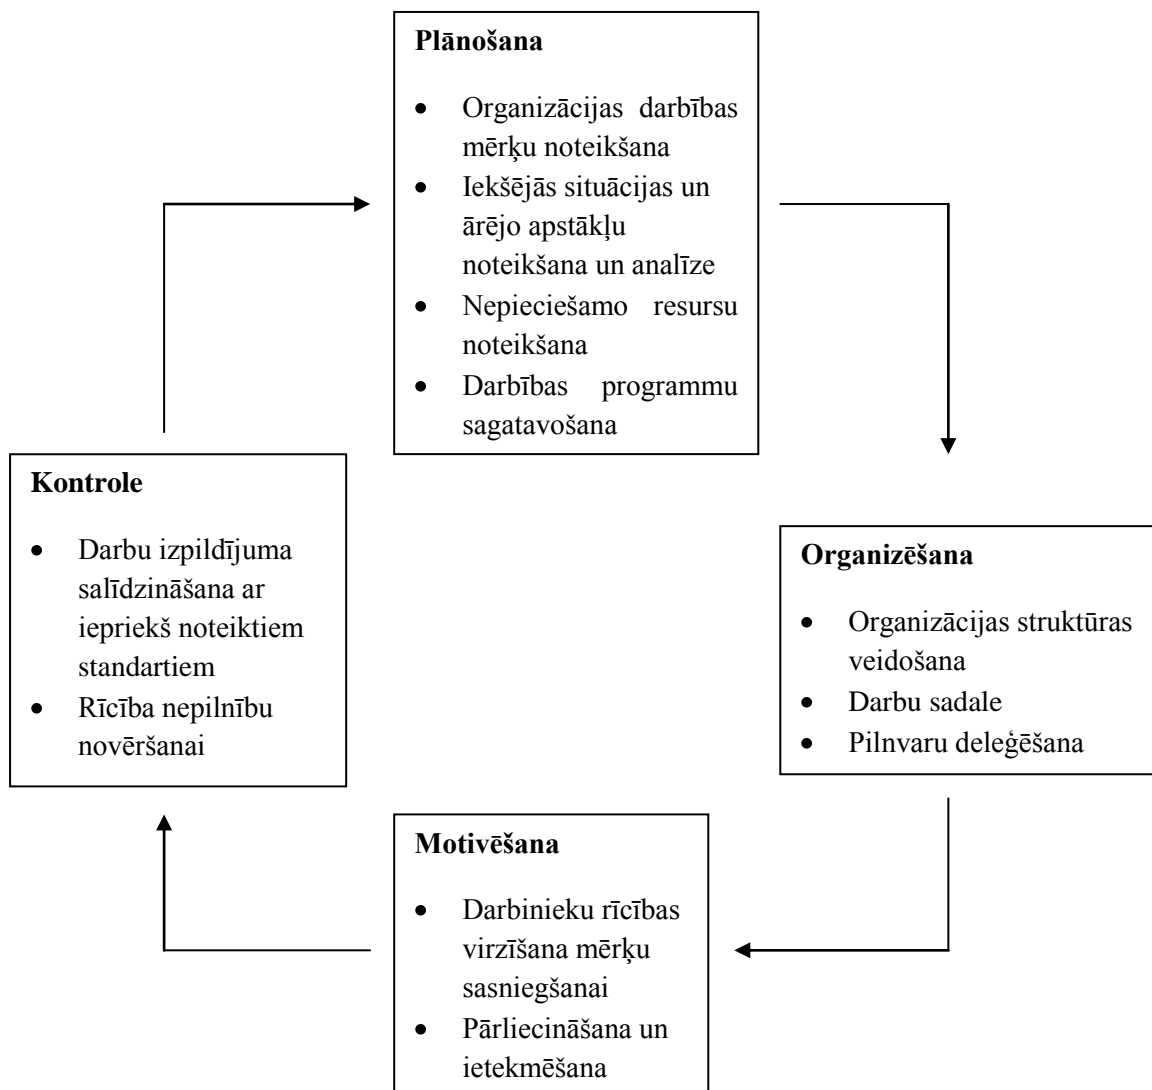 Plānošana
• Organizācijas darbības
mērķu noteikšana
• Iekšējās situācijas un
ārējo apstākļu
noteikšana un analīze
• Nepieciešamo resursu
noteikšana
• Darbības programmu
sagatavošana
Organizēšana
• Organizācijas struktūras
veidošana
• Darbu sadale
• Pilnvaru deleģēšana
Motivēšana
• Darbinieku rīcības
virzīšana mērķu
sasniegšanai
• Pārliecināšana un
ietekmēšana
Kontrole
• Darbu izpildījuma
salīdzināšana ar
iepriekš noteiktiem
standartiem
• Rīcība nepilnību
novēršanai